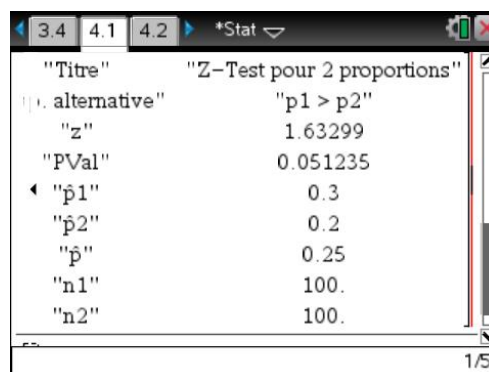 3.4 4.1 4.2 *Stat
"Titre" "Z-Test pour 2 proportions"
p. alternative" "p1 > p2"
"z" 1.63299
"PVal" 0.051235
"p̂1" 0.3
"p̂2" 0.2
"p̂" 0.25
"n1" 100.
"n2" 100.
1/5